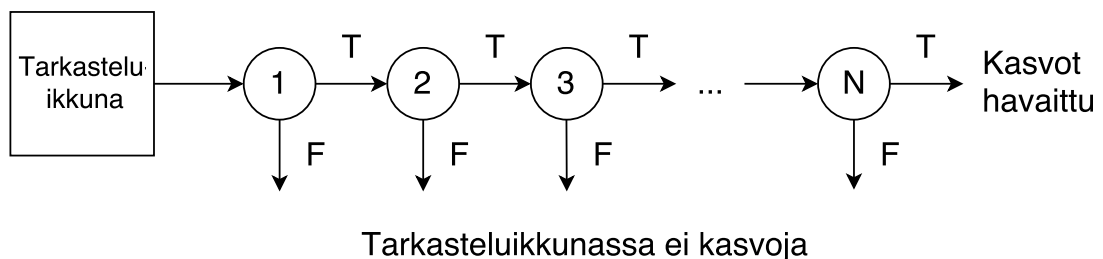 Tarkastelu-
ikkuna
1
T
2
T
3
T
...
N
T
Kasvot
havaittu
F
F
F
F
Tarkasteluikkunassa ei kasvoja